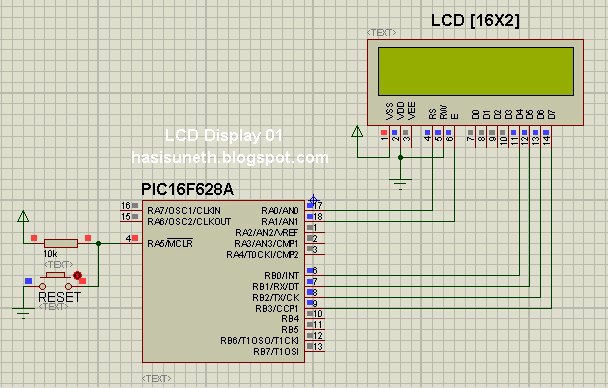 LCD [16X2]
<TEXT>
VSS VDD VEE RS RW E D0 D1 D2 D3 D4 D5 D6 D7
1 2 3 4 5 6 7 8 9 10 11 12 13 14
LCD Display 01
hasisuneth.blogspot.com
PIC16F628A
16 RA7/OSC1/CLKIN RA0/AN0 17
15 RA6/OSC2/CLKOUT RA1/AN1 18
RA2/AN2/VREF 1
4 RA5/MCLR RA3/AN3/CMP1 2
RA4/T0CKI/CMP2 3
10k
<TEXT>
RB0/INT 6
RB1/RX/DT 7
RB2/TX/CK 8
RB3/CCP1 9
RESET
<TEXT>
RB4 10
RB5 11
RB6/T1OSO/T1CKI 12
RB7/T1OSI 13
<TEXT>